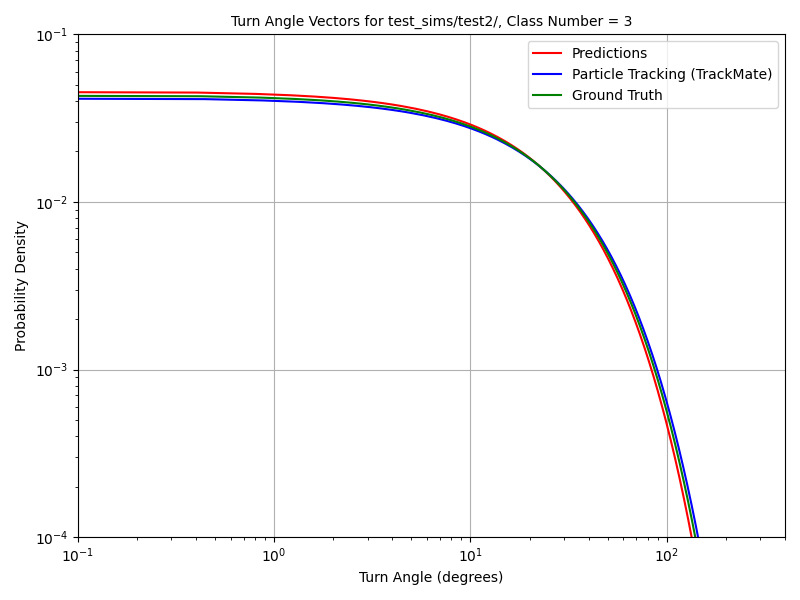 Turn Angle Vectors for test_sims/test2/, Class Number = 3
Predictions
Particle Tracking (TrackMate)
Ground Truth
Probability Density
10⁻¹
10⁻²
10⁻³
10⁻⁴
10⁻¹ 10⁰ 10¹ 10²
Turn Angle (degrees)